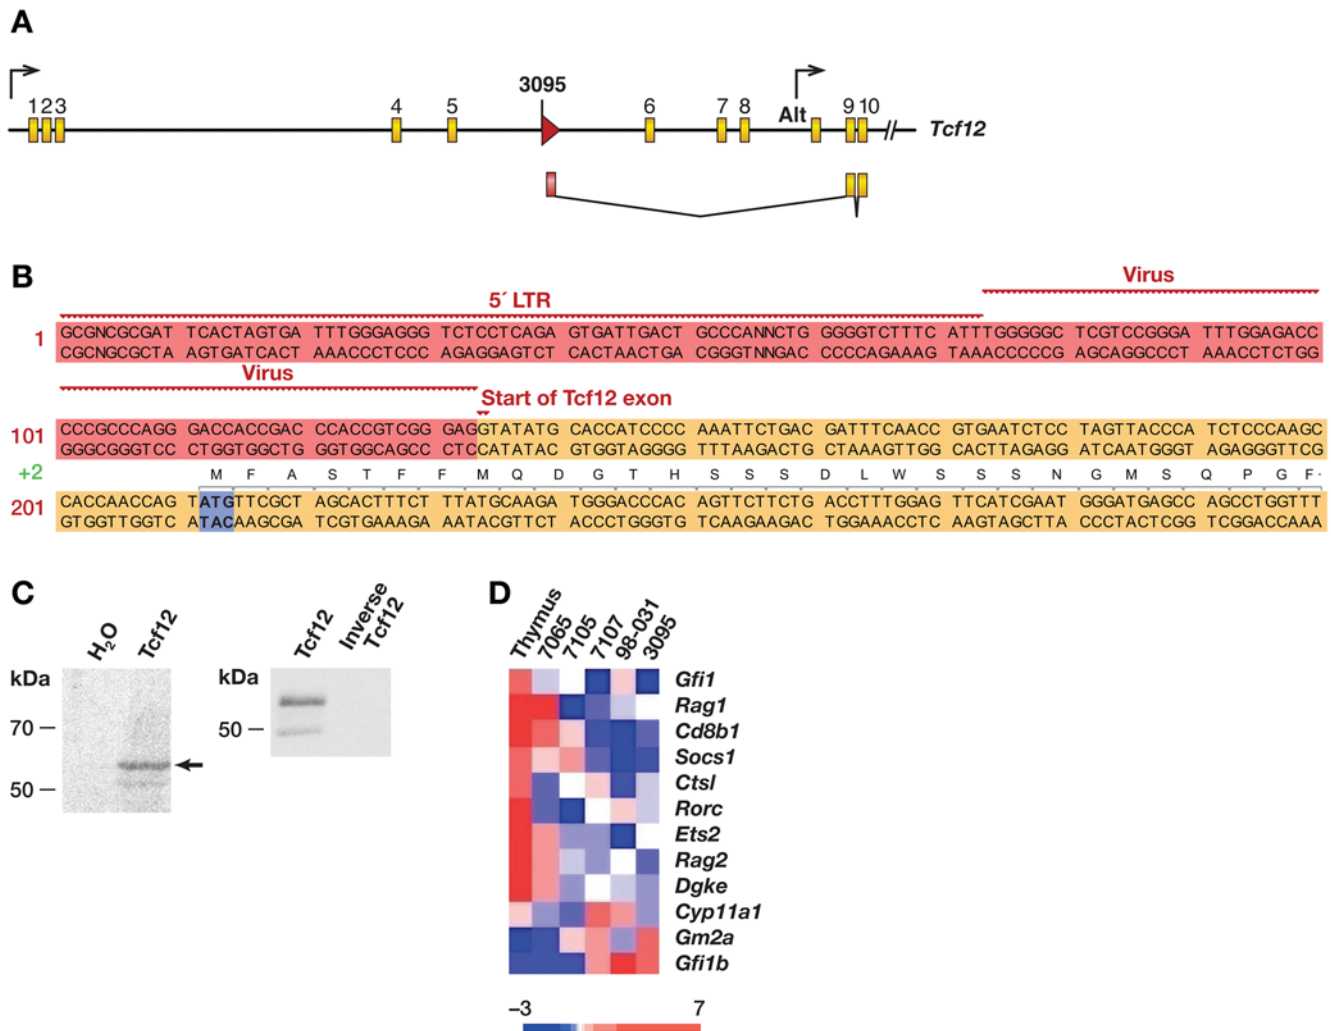 A
3095
1 2 3 4 5 6 7 8 Alt 9 10 Tcf12
B
5´ LTR Virus
1 GCGNCGCGAT TCACTAGTGA TTTGGGAGGG TCTCCTCAGA GTGATTGACT GCCCANNCTG GGGGTCTTTC ATTTGGGGGC TCGTCCGGGA TTTGGAGACC
CGCNGCGCTA AGTGATCACT AAACCCTCCC AGAGGAGTCT CACTAACTGA CGGGTNNGAC CCCCAGAAAG TAAACCCCCG AGCAGGCCCT AAACCTCTGG
Virus
Start of Tcf12 exon
101 CCCGCCCAGG GACCACCGAC CCACCGTCGG GAGGTATATG CACCATCCCC AAATTCTGAC GATTTCAACC GTGAATCTCC TAGTTACCCA TCTCCCAAGC
GGGCGGGTCC CTGGTGGCTG GGTGGCAGCC CTCCATATAC GTGGTAGGGG TTTAAGACTG CTAAAGTTGG CACTTAGAGG ATCAATGGGT AGAGGGTTCG
+2 M F A S T F F M Q D G T H S S S D L W S S S N G M S Q P G F·
201 CACCAACCAG TATGTTCGCT AGCACTTTCT TTATGCAAGA TGGGACCCAC AGTTCTTCTG ACCTTTGGAG TTCATCGAAT GGGATGAGCC AGCCTGGTTT
GTGGTTGGTC ATACAAGCGA TCGTGAAAGA AATACGTTCT ACCCTGGGTG TCAAGAAGAC TGGAAACCTC AAGTAGCTTA CCCTACTCGG TCGGACCAAA
C
H2O Tcf12
kDa
70
50
Tcf12 Inverse Tcf12
kDa
50
D
Thymus 7065 7105 7107 98-031 3095
Gfi1
Rag1
Cd8b1
Socs1
Ctsl
Rorc
Ets2
Rag2
Dgke
Cyp11a1
Gm2a
Gfi1b
–3 7